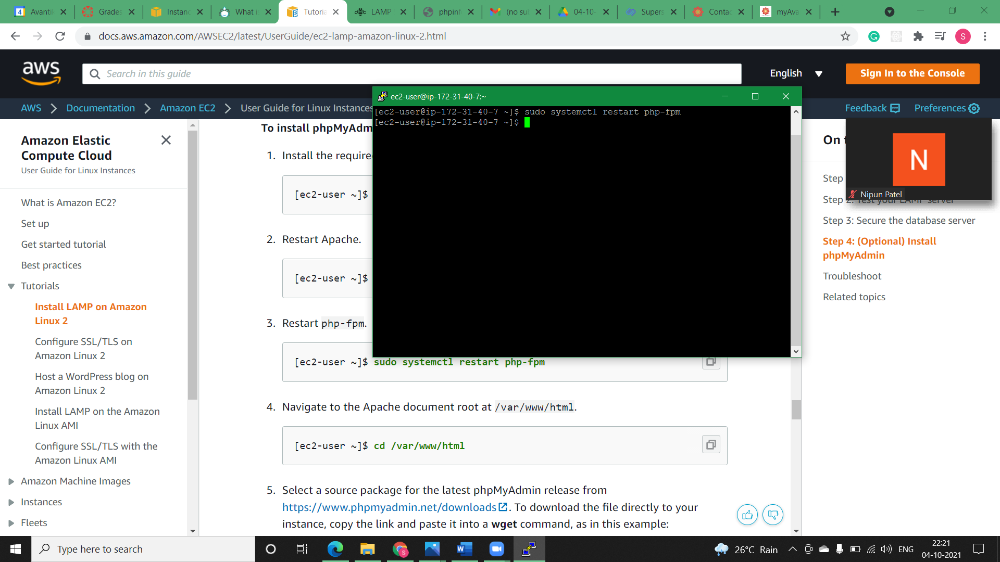 4
Avanti
Grades
Instan
What i
Tutoria
LAMP
phpinf
(no su
04-10-
Supers
Contac
myAva
docs.aws.amazon.com/AWSEC2/latest/UserGuide/ec2-lamp-amazon-linux-2.html
S
aws
Search in this guide
English
Sign In to the Console
AWS
Documentation
Amazon EC2
User Guide for Linux Instances
Feedback
Preferences
ec2-user@ip-172-31-40-7:~
[ec2-user@ip-172-31-40-7 ~]$ sudo systemctl restart php-fpm
[ec2-user@ip-172-31-40-7 ~]$
Amazon Elastic
Compute Cloud
User Guide for Linux Instances
What is Amazon EC2?
Set up
Get started tutorial
Best practices
Tutorials
Install LAMP on Amazon
Linux 2
Configure SSL/TLS on
Amazon Linux 2
Host a WordPress blog on
Amazon Linux 2
Install LAMP on the Amazon
Linux AMI
Configure SSL/TLS with the
Amazon Linux AMI
Amazon Machine Images
Instances
Fleets
To install phpMyAdm
1. Install the require
[ec2-user ~]$
2. Restart Apache.
[ec2-user ~]$
3. Restart php-fpm.
[ec2-user ~]$ sudo systemctl restart php-fpm
4. Navigate to the Apache document root at /var/www/html.
[ec2-user ~]$ cd /var/www/html
5. Select a source package for the latest phpMyAdmin release from
https://www.phpmyadmin.net/downloads. To download the file directly to your
instance, copy the link and paste it into a wget command, as in this example:
On t
N
Nipun Patel
Step
Step 2: Test your LAMP server
Step 3: Secure the database server
Step 4: (Optional) Install
phpMyAdmin
Troubleshoot
Related topics
Type here to search
26°C Rain
ENG
22:21
04-10-2021